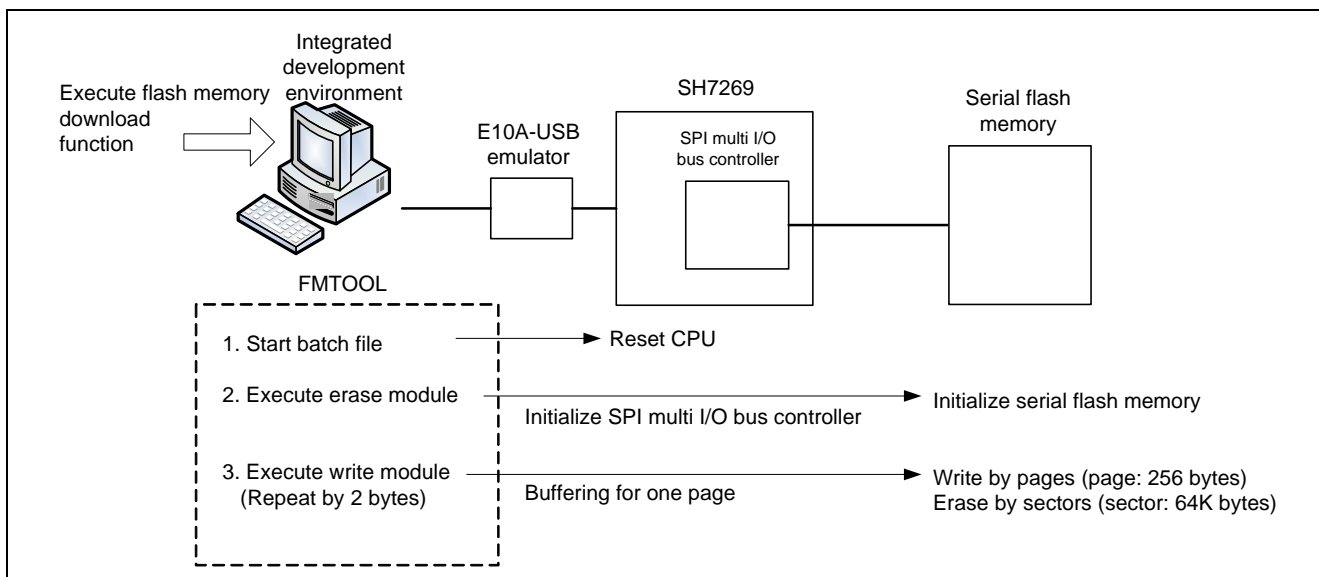 Integrated
development
environment
Execute flash memory
download
function
E10A-USB
emulator
SH7269
SPI multi I/O
bus controller
Serial flash
memory
FMTOOL
1. Start batch file
Reset CPU
2. Execute erase module
Initialize SPI multi I/O bus controller
Initialize serial flash memory
3. Execute write module
(Repeat by 2 bytes)
Buffering for one page
Write by pages (page: 256 bytes)
Erase by sectors (sector: 64K bytes)